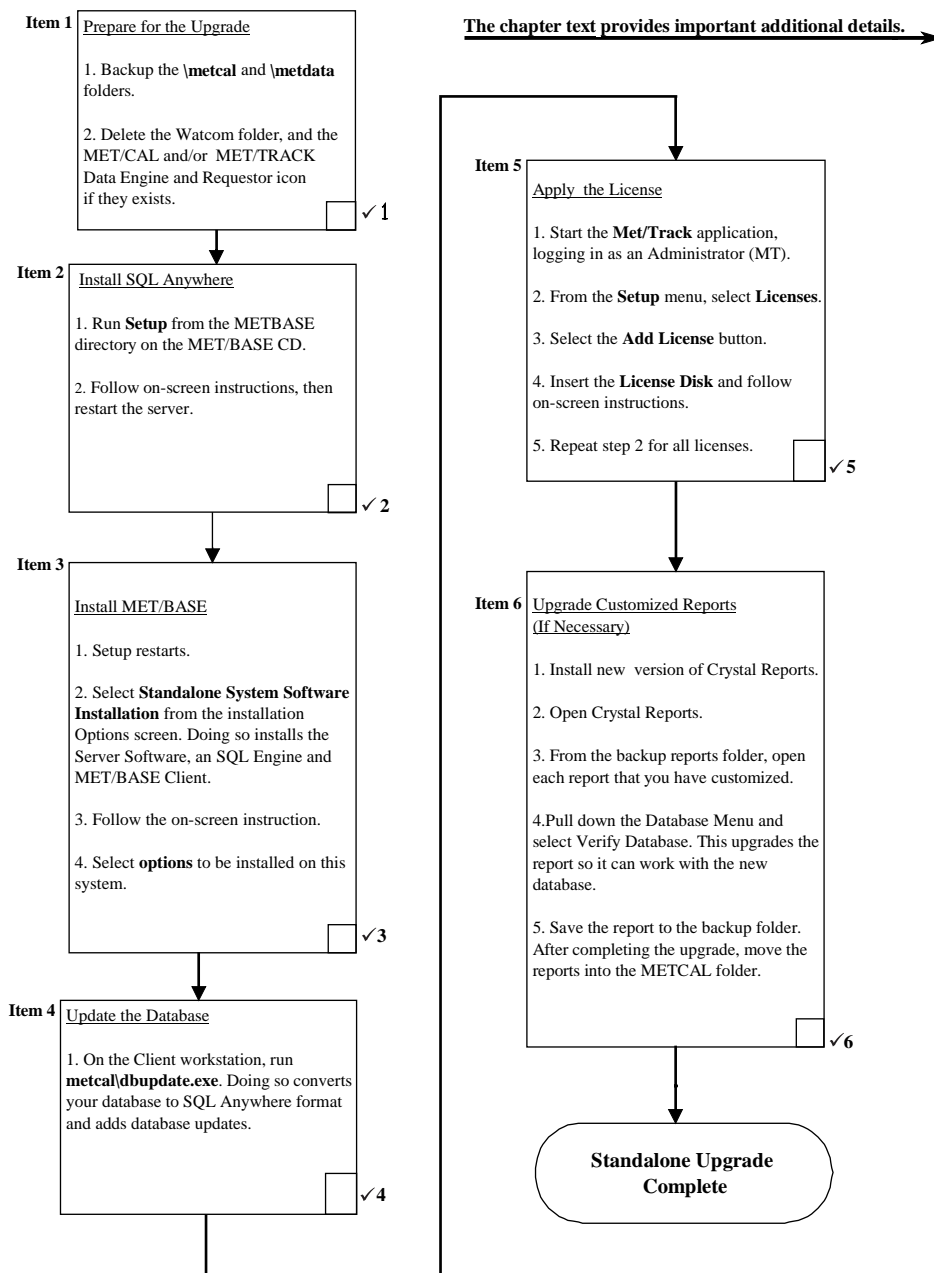 The chapter text provides important additional details.
Item 1
Prepare for the Upgrade
1. Backup the \metcal and \metdata
folders.
2. Delete the Watcom folder, and the
MET/CAL and/or MET/TRACK
Data Engine and Requestor icon
if they exists.
✓1
Item 2
Install SQL Anywhere
1. Run Setup from the METBASE
directory on the MET/BASE CD.
2. Follow on-screen instructions, then
restart the server.
✓2
Item 3
Install MET/BASE
1. Setup restarts.
2. Select Standalone System Software
Installation from the installation
Options screen. Doing so installs the
Server Software, an SQL Engine and
MET/BASE Client.
3. Follow the on-screen instruction.
4. Select options to be installed on this
system.
✓3
Item 4
Update the Database
1. On the Client workstation, run
metcal\dbupdate.exe. Doing so converts
your database to SQL Anywhere format
and adds database updates.
✓4
Item 5
Apply the License
1. Start the Met/Track application,
logging in as an Administrator (MT).
2. From the Setup menu, select Licenses.
3. Select the Add License button.
4. Insert the License Disk and follow
on-screen instructions.
5. Repeat step 2 for all licenses.
✓5
Item 6
Upgrade Customized Reports
(If Necessary)
1. Install new version of Crystal Reports.
2. Open Crystal Reports.
3. From the backup reports folder, open
each report that you have customized.
4.Pull down the Database Menu and
select Verify Database. This upgrades the
report so it can work with the new
database.
5. Save the report to the backup folder.
After completing the upgrade, move the
reports into the METCAL folder.
✓6
Standalone Upgrade
Complete